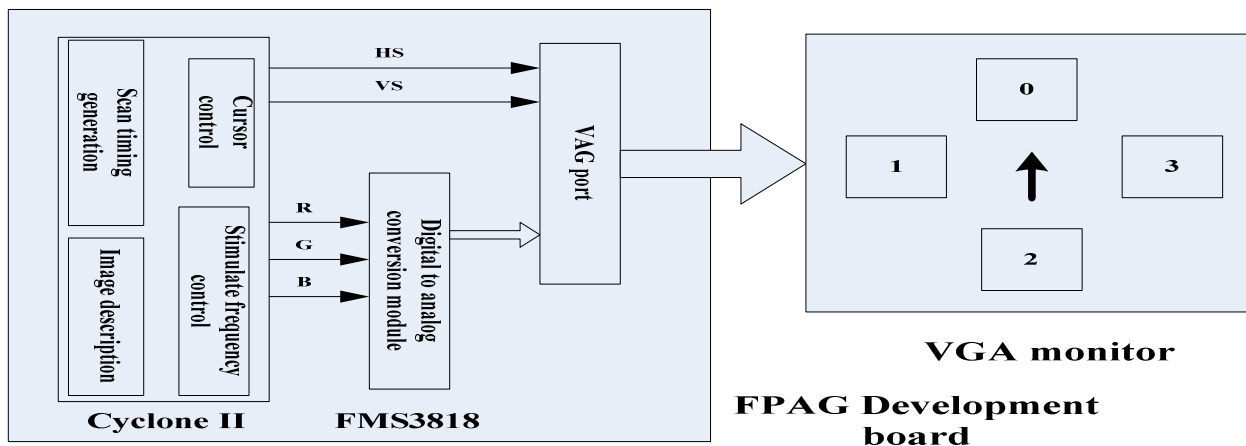 Scan timing
generation
Cursor
control
Image description
Stimulate frequency
control
Cyclone II
HS
VS
R
G
B
Digital to analog
conversion module
FMS3818
VAG port
0
1
3
2
VGA monitor
FPAG Development
board